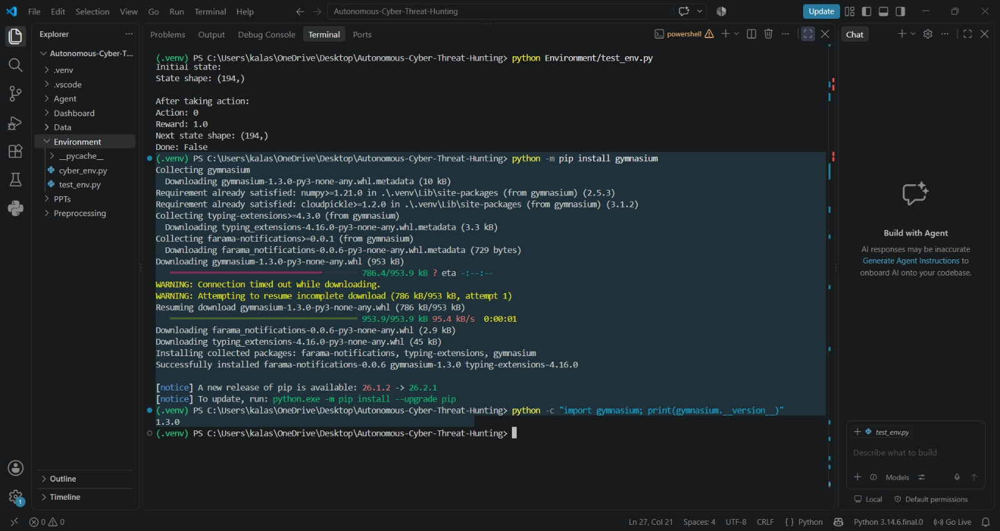 File Edit Selection View Go Run Terminal Help
Autonomous-Cyber-Threat-Hunting
Update
Explorer
Autonomous-Cyber-T...
.venv
.vscode
Agent
Dashboard
Data
Environment
__pycache__
cyber_env.py
test_env.py
PPTs
Preprocessing
Outline
Timeline
Problems Output Debug Console Terminal Ports
powershell
(.venv) PS C:\Users\kalas\OneDrive\Desktop\Autonomous-Cyber-Threat-Hunting> python Environment/test_env.py
Initial state:
State shape: (194,)
After taking action:
Action: 0
Reward: 1.0
Next state shape: (194,)
Done: False
(.venv) PS C:\Users\kalas\OneDrive\Desktop\Autonomous-Cyber-Threat-Hunting> python -m pip install gymnasium
Collecting gymnasium
Downloading gymnasium-1.3.0-py3-none-any.whl.metadata (10 kB)
Requirement already satisfied: numpy>=1.21.0 in .\.venv\Lib\site-packages (from gymnasium) (2.5.3)
Requirement already satisfied: cloudpickle>=1.2.0 in .\.venv\Lib\site-packages (from gymnasium) (3.1.2)
Collecting typing-extensions>=4.3.0 (from gymnasium)
Downloading typing_extensions-4.16.0-py3-none-any.whl.metadata (3.3 kB)
Collecting farama-notifications>=0.0.1 (from gymnasium)
Downloading farama_notifications-0.0.6-py3-none-any.whl.metadata (729 bytes)
Downloading gymnasium-1.3.0-py3-none-any.whl (953 kB)
786.4/953.9 kB ? eta -:--:--
WARNING: Connection timed out while downloading.
WARNING: Attempting to resume incomplete download (786 kB/953 kB, attempt 1)
Resuming download gymnasium-1.3.0-py3-none-any.whl (786 kB/953 kB)
953.9/953.9 kB 95.4 kB/s 0:00:01
Downloading farama_notifications-0.0.6-py3-none-any.whl (2.9 kB)
Downloading typing_extensions-4.16.0-py3-none-any.whl (45 kB)
Installing collected packages: farama-notifications, typing-extensions, gymnasium
Successfully installed farama-notifications-0.0.6 gymnasium-1.3.0 typing-extensions-4.16.0
[notice] A new release of pip is available: 26.1.2 -> 26.2.1
[notice] To update, run: python.exe -m pip install --upgrade pip
(.venv) PS C:\Users\kalas\OneDrive\Desktop\Autonomous-Cyber-Threat-Hunting> python -c "import gymnasium; print(gymnasium.__version__)"
1.3.0
(.venv) PS C:\Users\kalas\OneDrive\Desktop\Autonomous-Cyber-Threat-Hunting>
Chat
Build with Agent
AI responses may be inaccurate
Generate Agent Instructions to
onboard AI onto your codebase.
test_env.py
Describe what to build
Models
Local Default permissions
1
0 0
Ln 27, Col 21 Spaces: 4 UTF-8 CRLF { } Python Python 3.14.6.final.0 Go Live